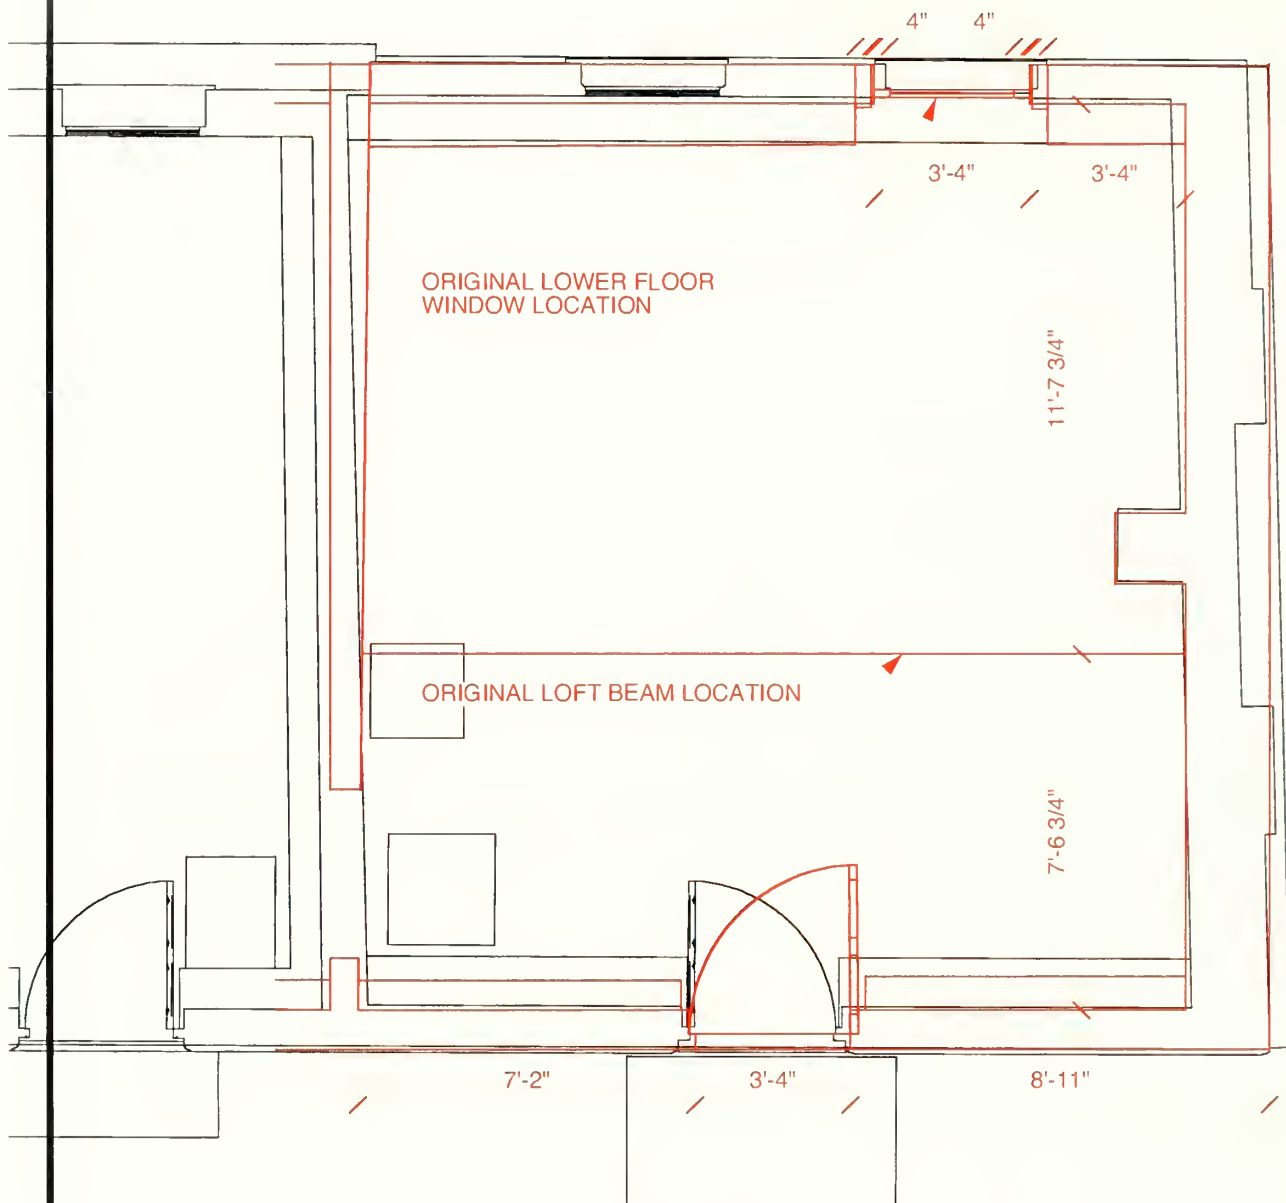 4" 4"
3'-4" 3'-4"
ORIGINAL LOWER FLOOR
WINDOW LOCATION
11'-7 3/4"
ORIGINAL LOFT BEAM LOCATION
7'-6 3/4"
7'-2" 3'-4" 8'-11"